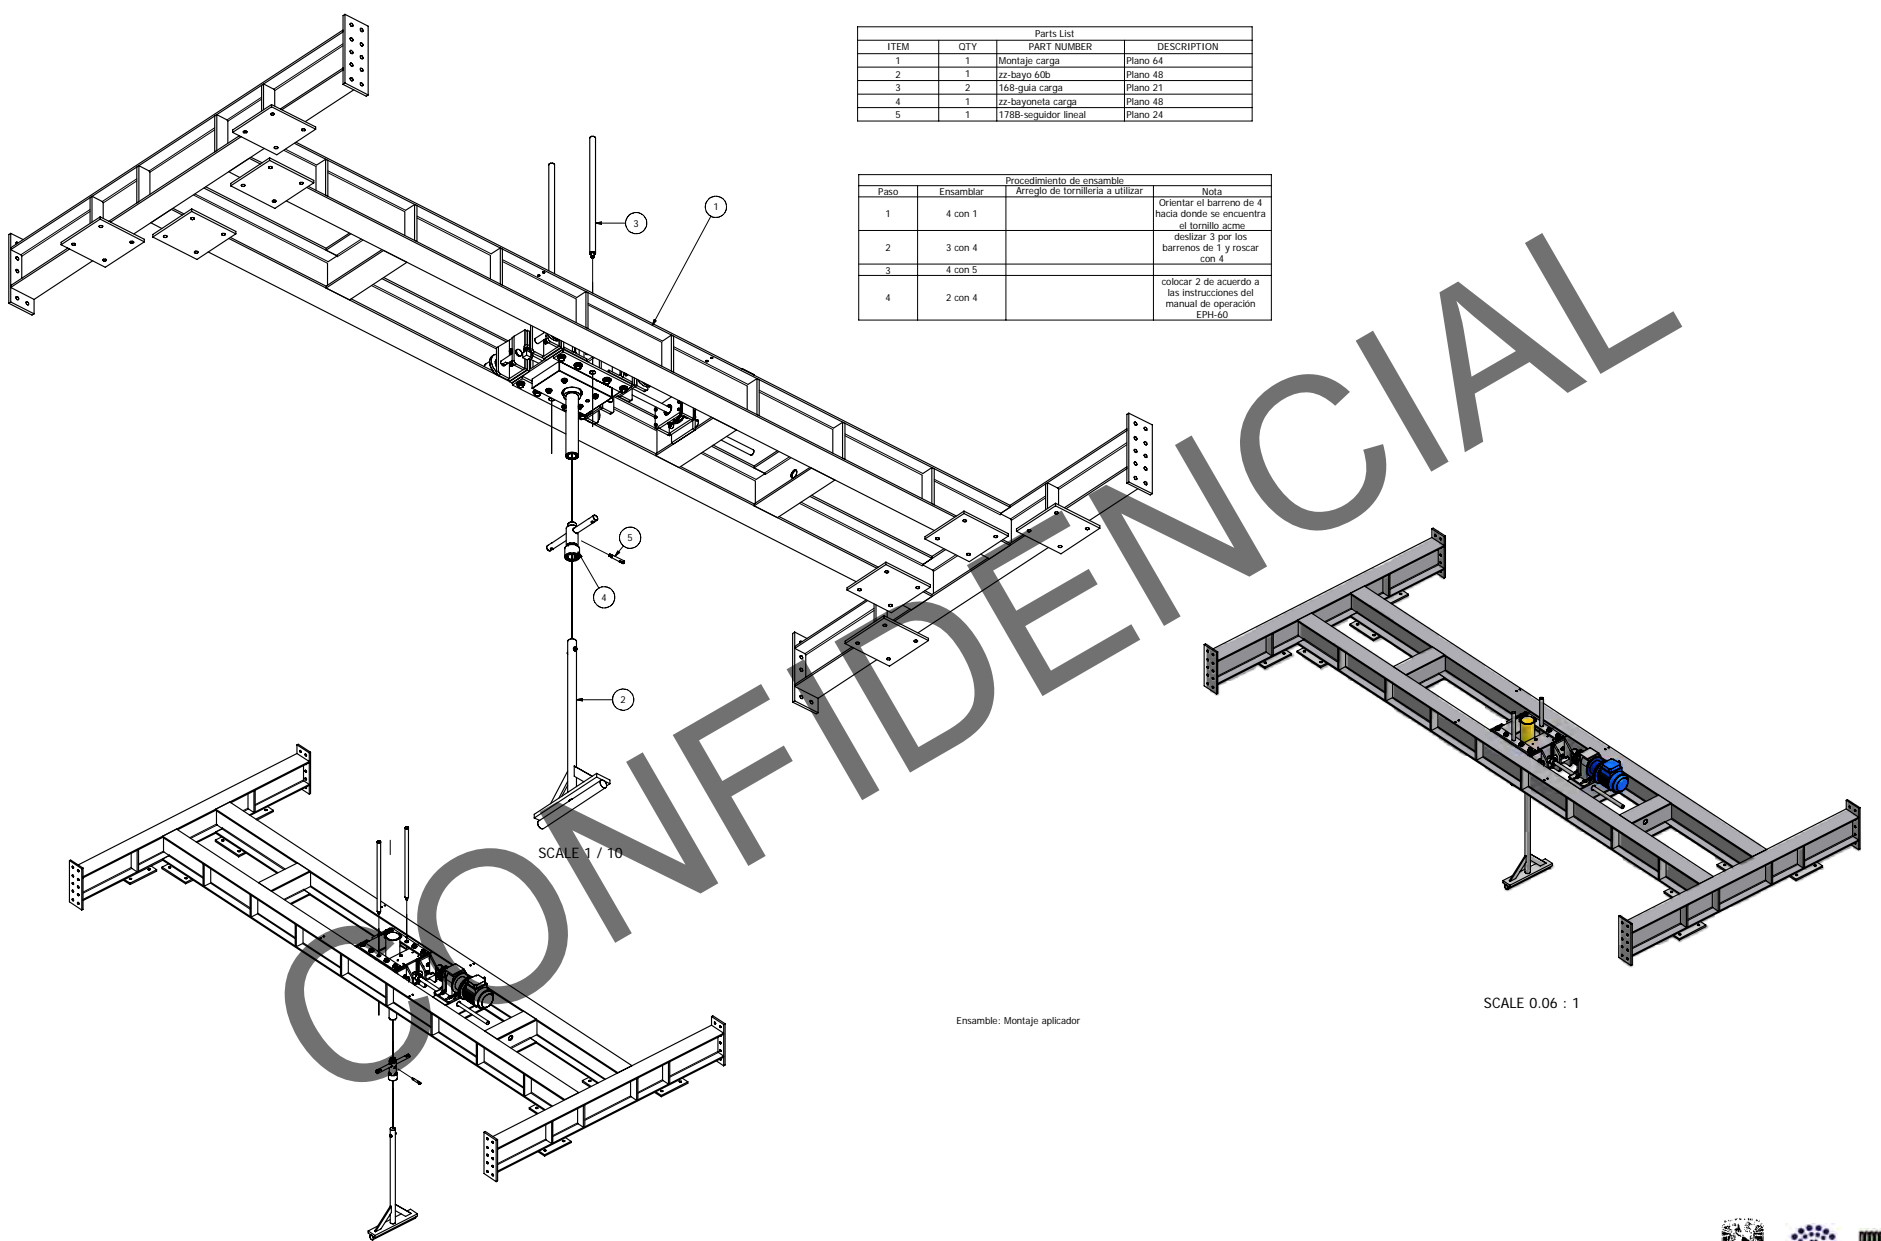 Parts List
ITEM QTY PART NUMBER DESCRIPTION
1 1 Montaje carga Plano 64
2 1 zz-bayo 60b Plano 48
3 2 168-guia carga Plano 21
4 1 zz-bayoneta carga Plano 48
5 1 178B-seguidor lineal Plano 24
Procedimiento de ensamble
Paso Ensamblar Arreglo de tornilleria a utilizar Nota
1 4 con 1 Orientar el barreno de 4
hacia donde se encuentra
el tornillo acme
2 3 con 4 deslizar 3 por los
barrenos de 1 y roscar
con 4
3 4 con 5
4 2 con 4 colocar 2 de acuerdo a
las instrucciones del
manual de operación
EPH-60
1
3
5
4
2
SCALE 1 / 10
CONFIDENCIAL
SCALE 0.06 : 1
Ensamble: Montaje aplicador